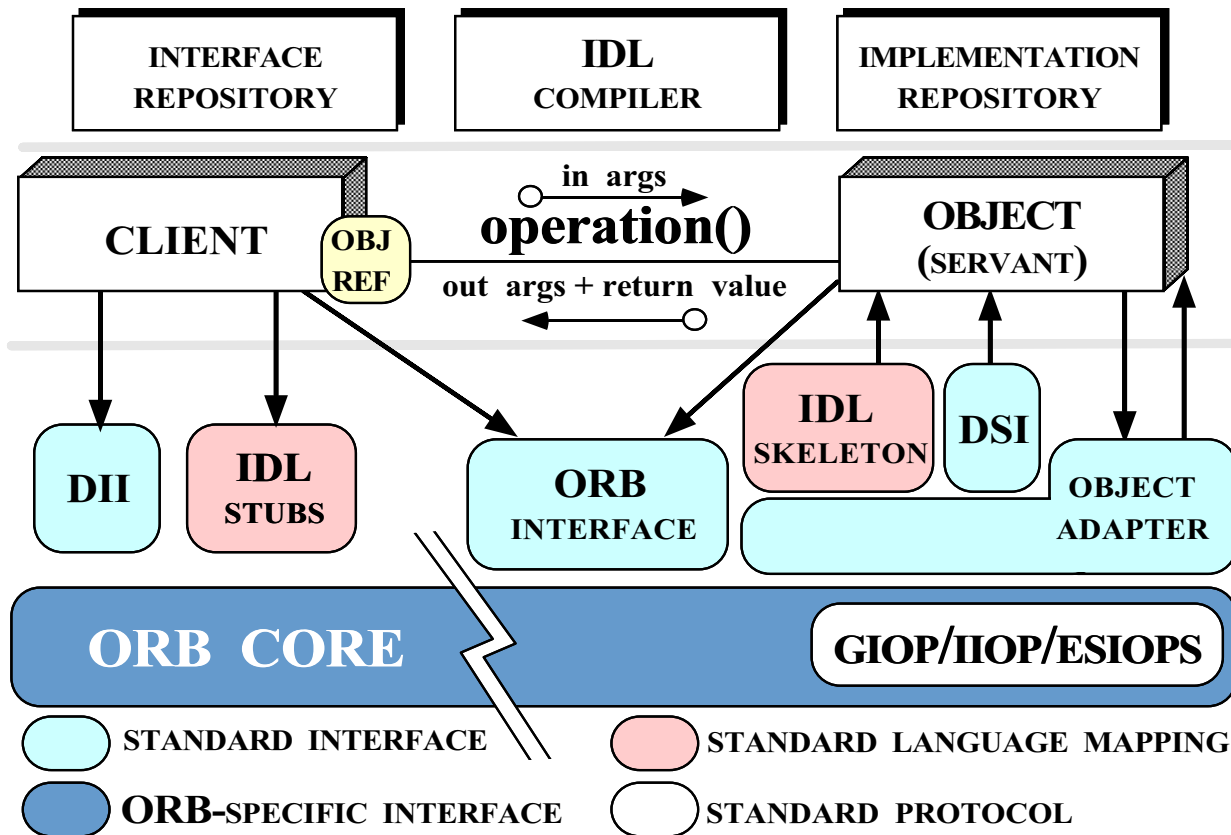 INTERFACE
REPOSITORY
IDL
COMPILER
IMPLEMENTATION
REPOSITORY
CLIENT
OBJ
REF
in args
operation()
out args + return value
OBJECT
(SERVANT)
DII
IDL
STUBS
ORB
INTERFACE
IDL
SKELETON
DSI
OBJECT
ADAPTER
ORB CORE
GIOP/IIOP/ESIOPS
STANDARD INTERFACE
STANDARD LANGUAGE MAPPING
ORB-SPECIFIC INTERFACE
STANDARD PROTOCOL